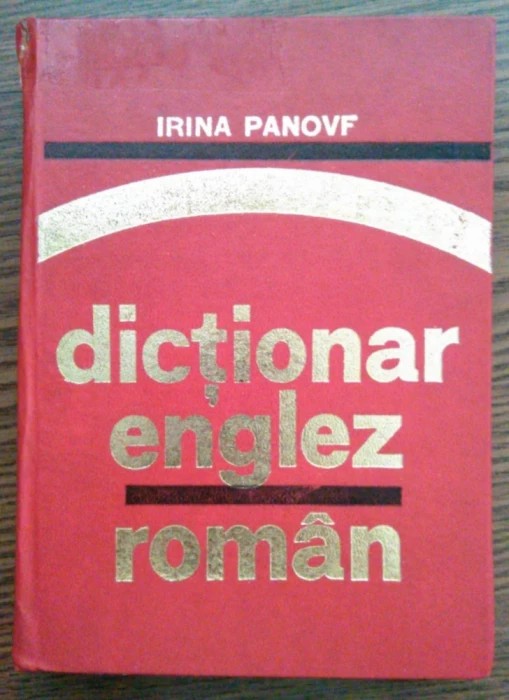 IRINA PANOVF
dicționar
englez
român